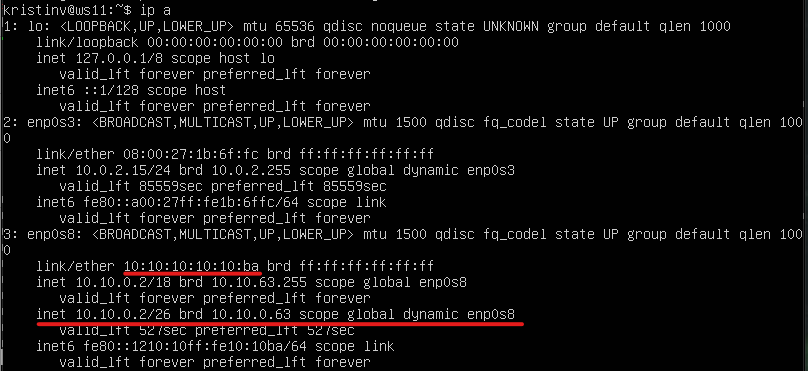 kristinv@ws11:~$ ip a
1: lo: <LOOPBACK,UP,LOWER_UP> mtu 65536 qdisc noqueue state UNKNOWN group default qlen 1000
link/loopback 00:00:00:00:00:00 brd 00:00:00:00:00:00
inet 127.0.0.1/8 scope host lo
valid_lft forever preferred_lft forever
inet6 ::1/128 scope host
valid_lft forever preferred_lft forever
2: enp0s3: <BROADCAST,MULTICAST,UP,LOWER_UP> mtu 1500 qdisc fq_codel state UP group default qlen 100
0
link/ether 08:00:27:1b:6f:fc brd ff:ff:ff:ff:ff:ff
inet 10.0.2.15/24 brd 10.0.2.255 scope global dynamic enp0s3
valid_lft 85559sec preferred_lft 85559sec
inet6 fe80::a00:27ff:fe1b:6ffc/64 scope link
valid_lft forever preferred_lft forever
3: enp0s8: <BROADCAST,MULTICAST,UP,LOWER_UP> mtu 1500 qdisc fq_codel state UP group default qlen 100
0
link/ether 10:10:10:10:10:ba brd ff:ff:ff:ff:ff:ff
inet 10.10.0.2/18 brd 10.10.63.255 scope global enp0s8
valid_lft forever preferred_lft forever
inet 10.10.0.2/26 brd 10.10.0.63 scope global dynamic enp0s8
valid_lft 527sec preferred_lft 527sec
inet6 fe80::1210:10ff:fe10:10ba/64 scope link
valid_lft forever preferred_lft forever